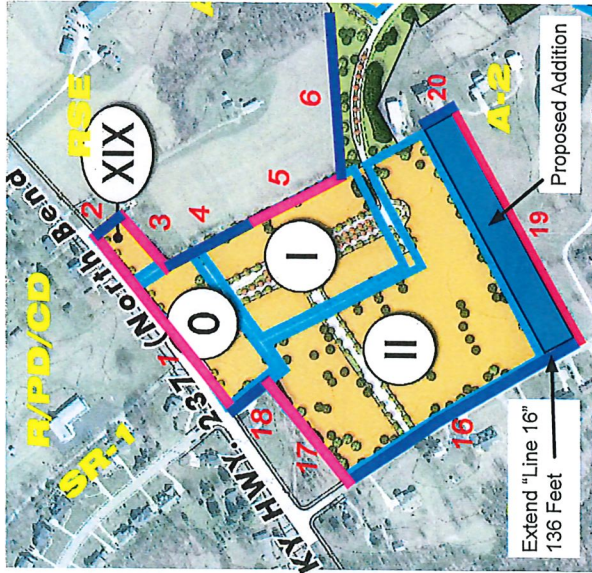 RSE
XIX
R/PD/CD
SR-1
KY HWY. 237 (North Bend
1
2
3
4
5
6
O
I
II
18
17
16
20
A-2
19
Proposed Addition
Extend "Line 16"
136 Feet